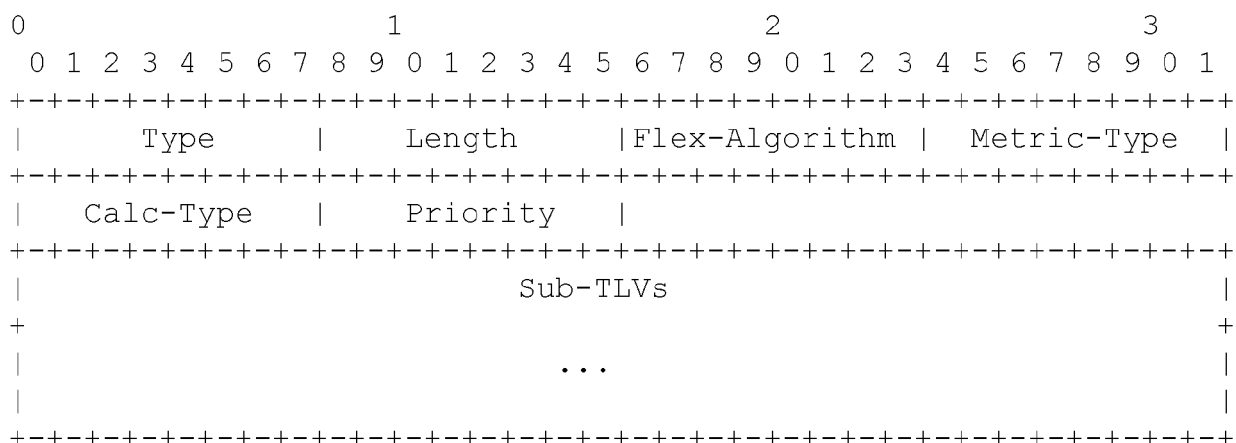 0                   1                   2                   3
 0 1 2 3 4 5 6 7 8 9 0 1 2 3 4 5 6 7 8 9 0 1 2 3 4 5 6 7 8 9 0 1
+-+-+-+-+-+-+-+-+-+-+-+-+-+-+-+-+-+-+-+-+-+-+-+-+-+-+-+-+-+-+-+-+
|      Type     |    Length     |Flex-Algorithm |  Metric-Type  |
+-+-+-+-+-+-+-+-+-+-+-+-+-+-+-+-+-+-+-+-+-+-+-+-+-+-+-+-+-+-+-+-+
|   Calc-Type   |    Priority   |
+-+-+-+-+-+-+-+-+-+-+-+-+-+-+-+-+-+-+-+-+-+-+-+-+-+-+-+-+-+-+-+-+
|                          Sub-TLVs                             |
+                                                               +
|                            ...                                |
|                                                               |
+-+-+-+-+-+-+-+-+-+-+-+-+-+-+-+-+-+-+-+-+-+-+-+-+-+-+-+-+-+-+-+-+